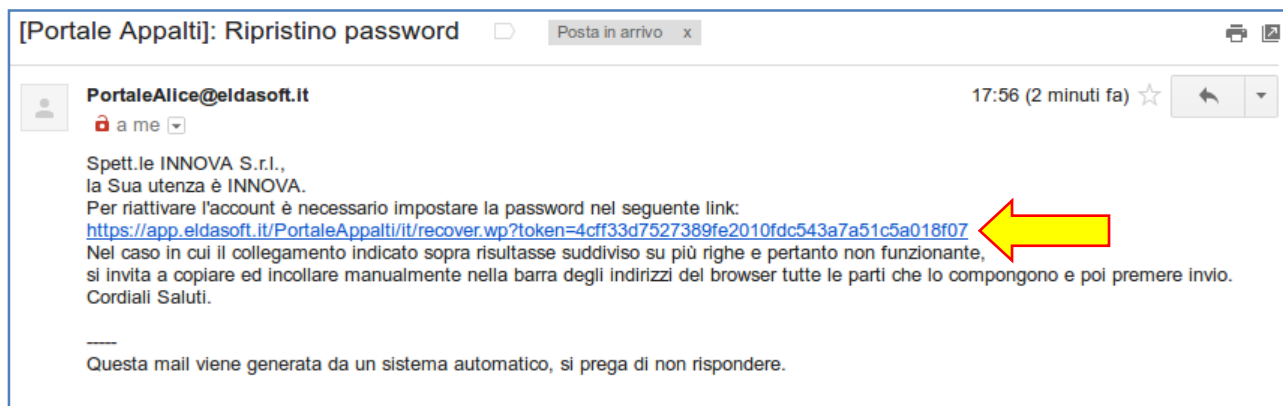 [Portale Appalti]: Ripristino password
Posta in arrivo x
PortaleAlice@eldasoft.it
17:56 (2 minuti fa)
a me
Spett.le INNOVA S.r.l.,
la Sua utenza è INNOVA.
Per riattivare l'account è necessario impostare la password nel seguente link:
https://app.eldasoft.it/PortaleAppalti/it/recover.wp?token=4cff33d7527389fe2010fdc543a7a51c5a018f07
Nel caso in cui il collegamento indicato sopra risultasse suddiviso su più righe e pertanto non funzionante,
si invita a copiare ed incollare manualmente nella barra degli indirizzi del browser tutte le parti che lo compongono e poi premere invio.
Cordiali Saluti.
-----
Questa mail viene generata da un sistema automatico, si prega di non rispondere.